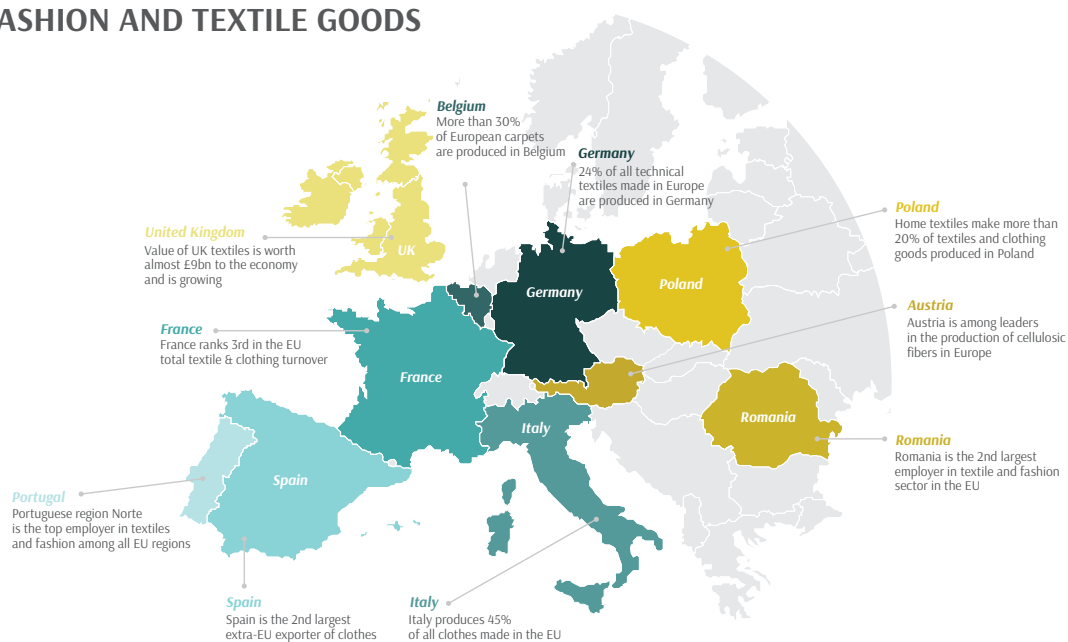 ASHION AND TEXTILE GOODS
Belgium
More than 30%
of European carpets
are produced in Belgium
Germany
24% of all technical
textiles made in Europe
are produced in Germany
Poland
Home textiles make more than
20% of textiles and clothing
goods produced in Poland
United Kingdom
Value of UK textiles is worth
almost £9bn to the economy
and is growing
UK
Germany
Poland
Austria
Austria is among leaders
in the production of cellulosic
fibers in Europe
France
France ranks 3rd in the EU
total textile & clothing turnover
France
Italy
Romania
Romania
Romania is the 2nd largest
employer in textile and fashion
sector in the EU
Spain
Portugal
Portuguese region Norte
is the top employer in textiles
and fashion among all EU regions
Spain
Spain is the 2nd largest
extra-EU exporter of clothes
Italy
Italy produces 45%
of all clothes made in the EU